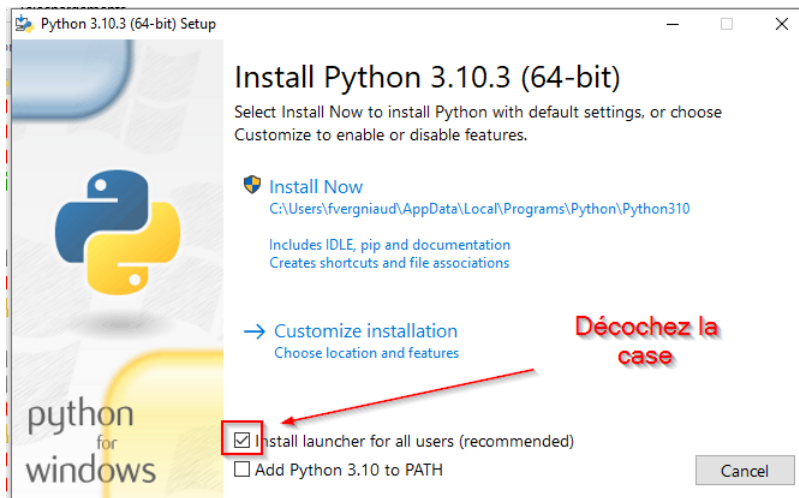 Python 3.10.3 (64-bit) Setup
Install Python 3.10.3 (64-bit)
Select Install Now to install Python with default settings, or choose
Customize to enable or disable features.
Install Now
C:\Users\fvergniaud\AppData\Local\Programs\Python\Python310
Includes IDLE, pip and documentation
Creates shortcuts and file associations
Customize installation
Choose location and features
Décochez la
case
python
for
windows
Install launcher for all users (recommended)
Add Python 3.10 to PATH
Cancel